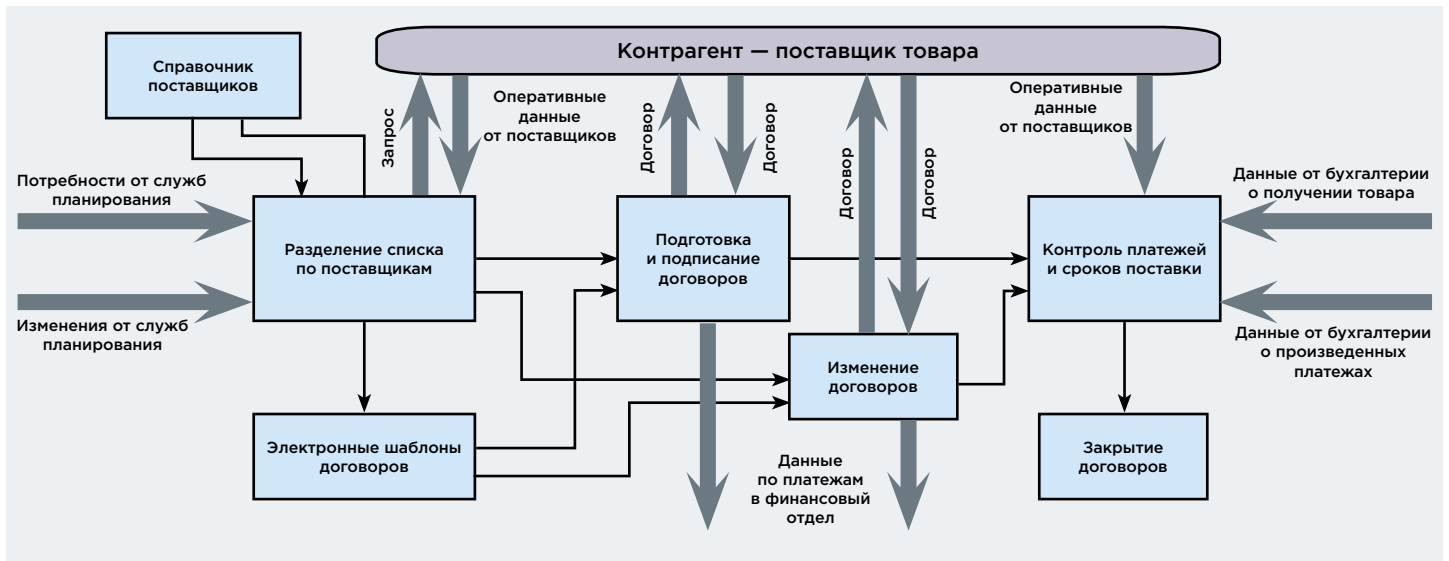 Контрагент — поставщик товара
Справочник
поставщиков
Запрос
Оперативные
данные
от поставщиков
Договор
Договор
Договор
Договор
Оперативные
данные
от поставщиков
Потребности от служб
планирования
Изменения от служб
планирования
Разделение списка
по поставщикам
Подготовка
и подписание
договоров
Контроль платежей
и сроков поставки
Данные от бухгалтерии
о получении товара
Данные от бухгалтерии
о произведенных
платежах
Изменение
договоров
Электронные шаблоны
договоров
Данные
по платежам
в финансовый
отдел
Закрытие
договоров